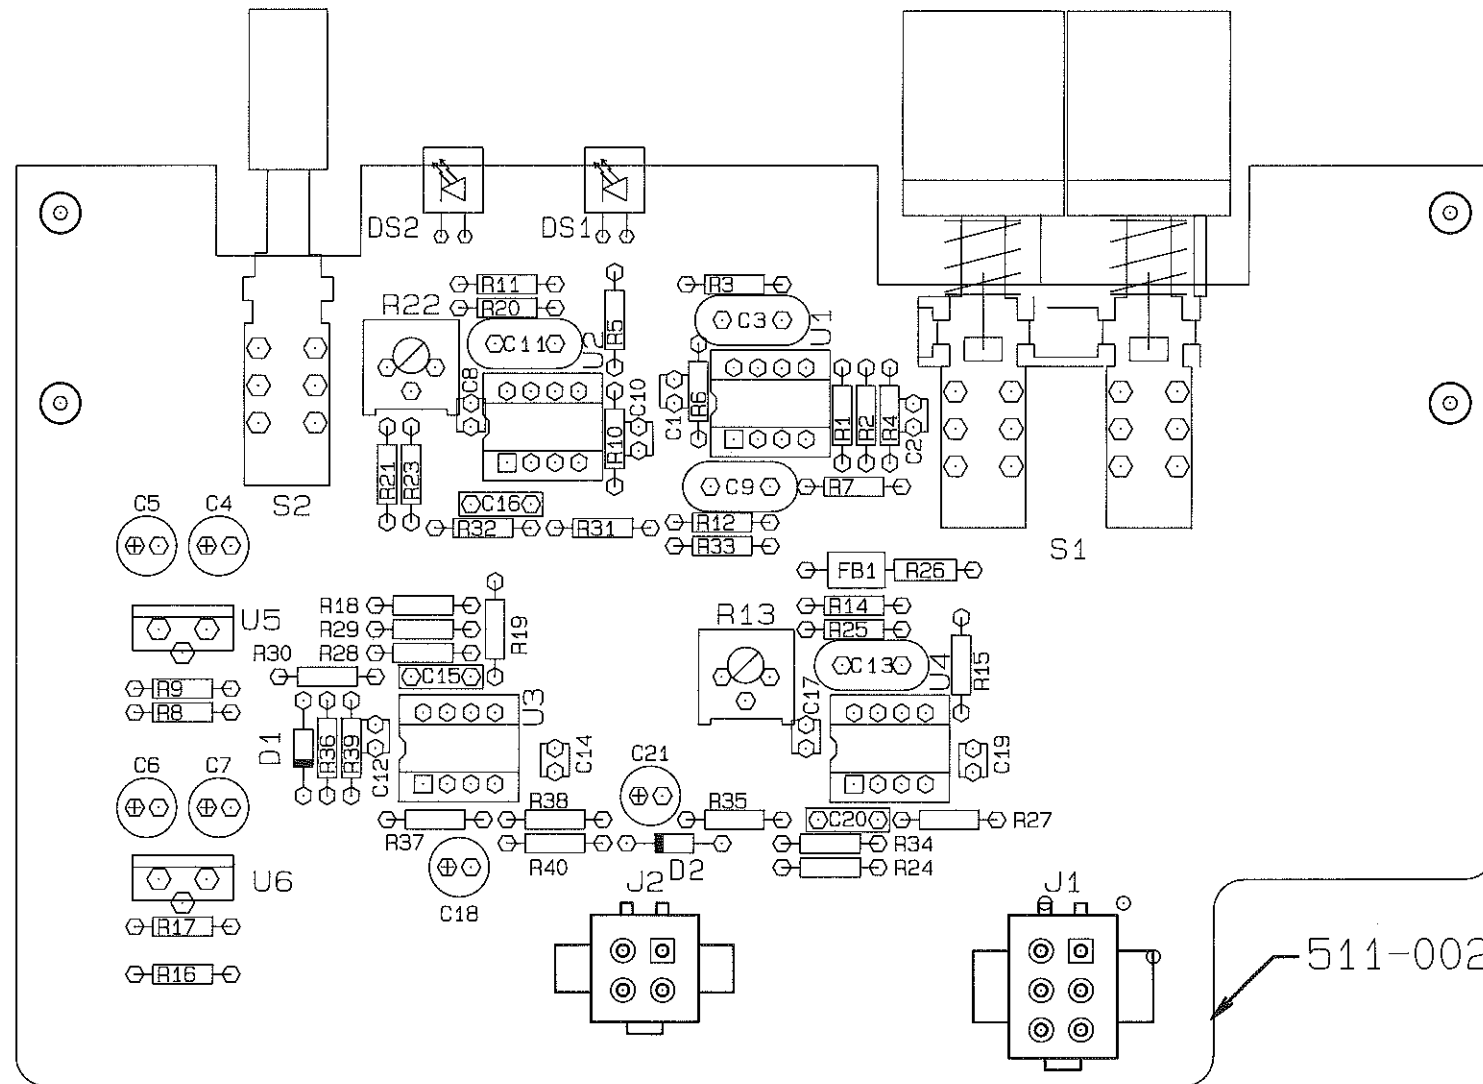 DS2
DS1
R11
R3
R20
R22
C3
U1
R5
C11
U2
C8
C10
C1
R6
R1
R2
R4
C2
R10
R21
R23
C9
R7
C16
S2
C5
C4
R32
R31
R12
R33
S1
FB1
R26
R18
R14
U5
R29
R19
R13
R25
R28
R30
C15
C13
U4
R15
R9
R8
U3
C17
D1
R36
R39
C12
C14
C19
C6
C7
C21
R38
R35
C20
R27
R37
R34
R40
D2
R24
U6
J2
J1
C18
R17
511-002
R16